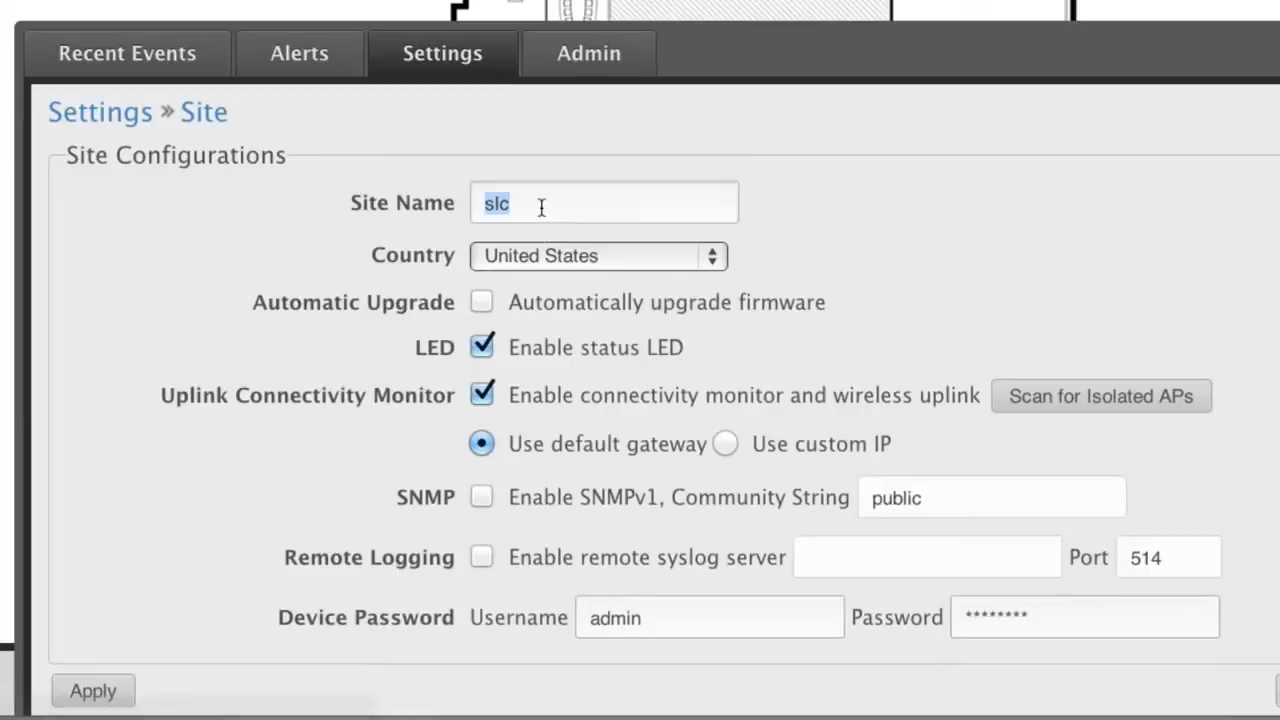 Recent Events Alerts Settings Admin
Settings » Site
Site Configurations
Site Name slc
Country United States
Automatic Upgrade Automatically upgrade firmware
LED Enable status LED
Uplink Connectivity Monitor Enable connectivity monitor and wireless uplink Scan for Isolated APs
Use default gateway Use custom IP
SNMP Enable SNMPv1, Community String public
Remote Logging Enable remote syslog server Port 514
Device Password Username admin Password ********
Apply